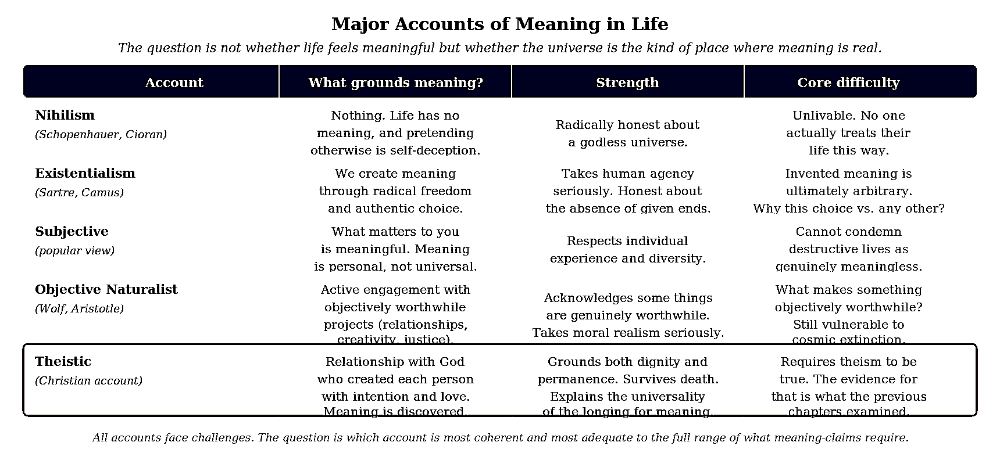 Major Accounts of Meaning in Life
The question is not whether life feels meaningful but whether the universe is the kind of place where meaning is real.
Account
What grounds meaning?
Strength
Core difficulty
Nihilism
(Schopenhauer, Cioran)
Nothing. Life has no
meaning, and pretending
otherwise is self-deception.
Radically honest about
a godless universe.
Unlivable. No one
actually treats their
life this way.
Existentialism
(Sartre, Camus)
We create meaning
through radical freedom
and authentic choice.
Takes human agency
seriously. Honest about
the absence of given ends.
Invented meaning is
ultimately arbitrary.
Why this choice vs. any other?
Subjective
(popular view)
What matters to you
is meaningful. Meaning
is personal, not universal.
Respects individual
experience and diversity.
Cannot condemn
destructive lives as
genuinely meaningless.
Objective Naturalist
(Wolf, Aristotle)
Active engagement with
objectively worthwhile
projects (relationships,
creativity, justice).
Acknowledges some things
are genuinely worthwhile.
Takes moral realism seriously.
What makes something
objectively worthwhile?
Still vulnerable to
cosmic extinction.
Theistic
(Christian account)
Relationship with God
who created each person
with intention and love.
Meaning is discovered.
Grounds both dignity and
permanence. Survives death.
Explains the universality
of the longing for meaning.
Requires theism to be
true. The evidence for
that is what the previous
chapters examined.
All accounts face challenges. The question is which account is most coherent and most adequate to the full range of what meaning-claims require.